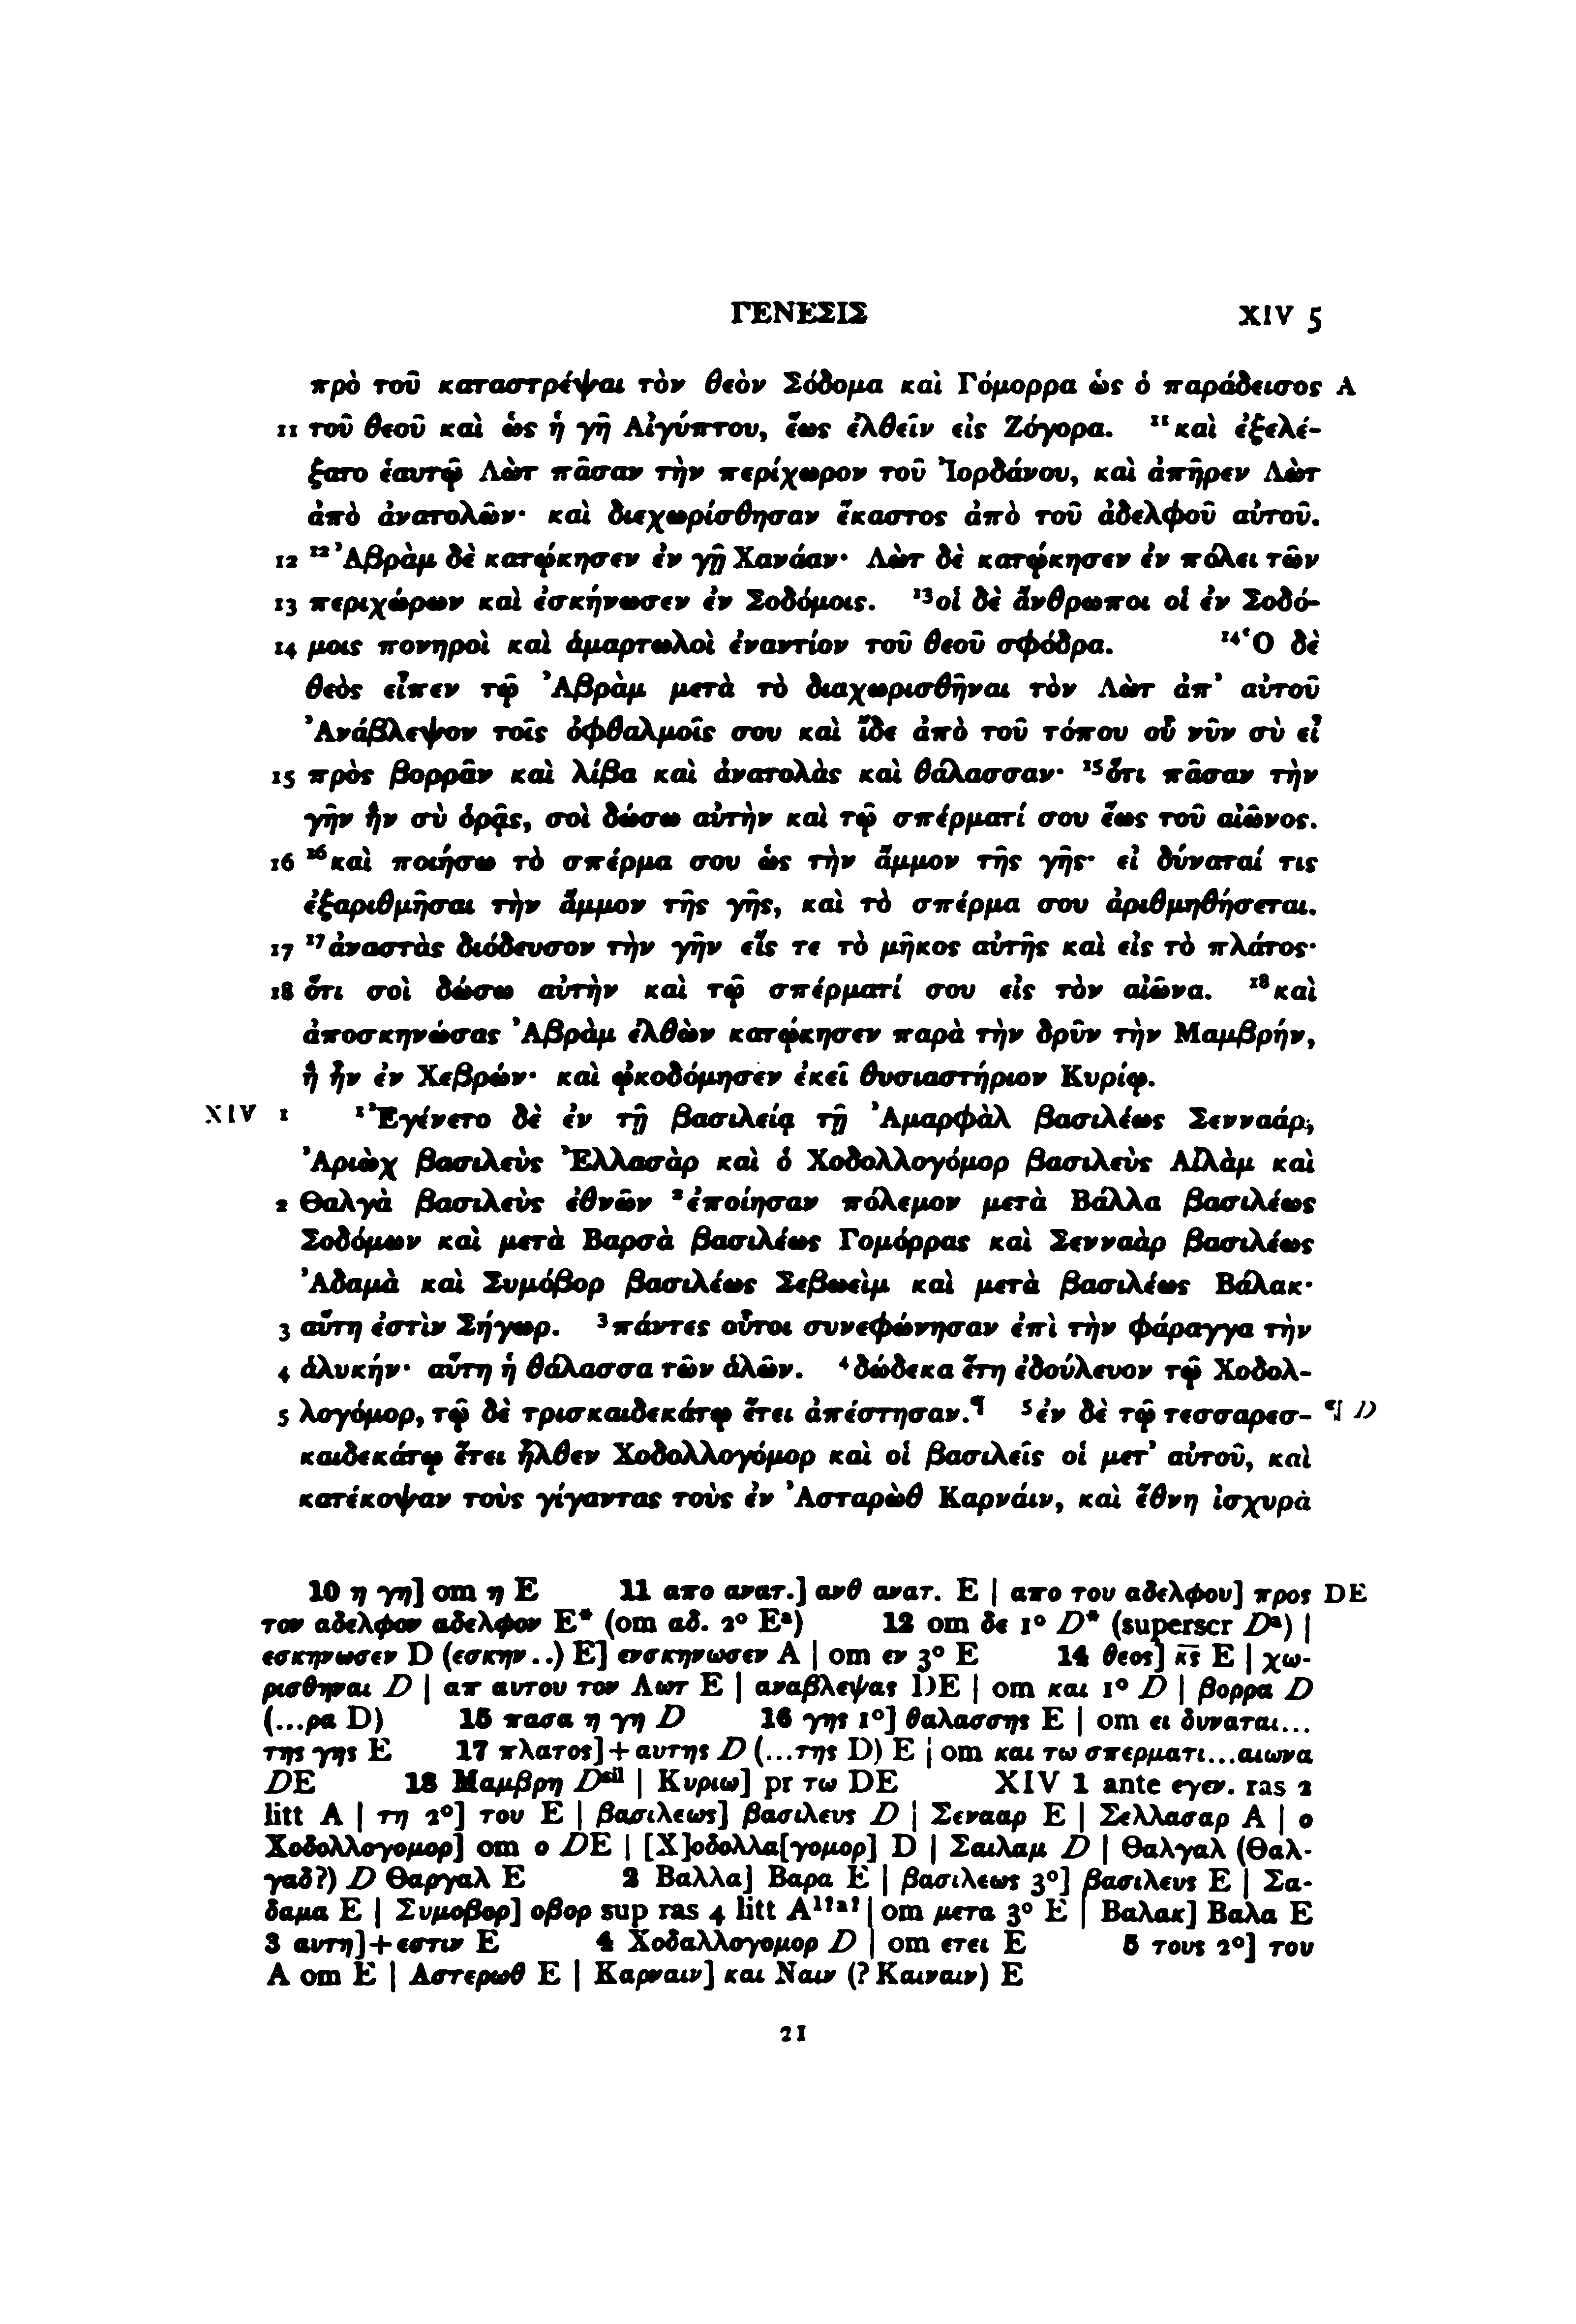 ΓΕΝΕΣΙΣ XIV 5
πρὸ τοῦ καταστρέψαι τὸν θεὸν Σόδομα καὶ Γόμορρα ὡς ὁ παράδεισος A
11 τοῦ θεοῦ καὶ ὡς ἡ γῆ Αἰγύπτου, ἕως ἐλθεῖν εἰς Ζόγορα. ¹¹καὶ ἐξελέ-
ξατο ἑαυτῷ Λὼτ πᾶσαν τὴν περίχωρον τοῦ Ἰορδάνου, καὶ ἀπῆρεν Λὼτ
ἀπὸ ἀνατολῶν· καὶ διεχωρίσθησαν ἕκαστος ἀπὸ τοῦ ἀδελφοῦ αὐτοῦ.
12 ¹²Ἀβρὰμ δὲ κατῴκησεν ἐν γῇ Χανάαν· Λὼτ δὲ κατῴκησεν ἐν πόλει τῶν
13 περιχώρων καὶ ἐσκήνωσεν ἐν Σοδόμοις. ¹³οἱ δὲ ἄνθρωποι οἱ ἐν Σοδό-
14 μοις πονηροὶ καὶ ἁμαρτωλοὶ ἐναντίον τοῦ θεοῦ σφόδρα. ¹⁴Ὁ δὲ
θεὸς εἶπεν τῷ Ἀβρὰμ μετὰ τὸ διαχωρισθῆναι τὸν Λὼτ ἀπ᾽ αὐτοῦ
Ἀνάβλεψον τοῖς ὀφθαλμοῖς σου καὶ ἴδε ἀπὸ τοῦ τόπου οὗ νῦν σὺ εἶ
15 πρὸς βορρᾶν καὶ λίβα καὶ ἀνατολὰς καὶ θάλασσαν· ¹⁵ὅτι πᾶσαν τὴν
γῆν ἣν σὺ ὁρᾷς, σοὶ δώσω αὐτὴν καὶ τῷ σπέρματί σου ἕως τοῦ αἰῶνος.
16 ¹⁶καὶ ποιήσω τὸ σπέρμα σου ὡς τὴν ἄμμον τῆς γῆς· εἰ δύναταί τις
ἐξαριθμῆσαι τὴν ἄμμον τῆς γῆς, καὶ τὸ σπέρμα σου ἀριθμηθήσεται.
17 ¹⁷ἀναστὰς διόδευσον τὴν γῆν εἴς τε τὸ μῆκος αὐτῆς καὶ εἰς τὸ πλάτος·
18 ὅτι σοὶ δώσω αὐτὴν καὶ τῷ σπέρματί σου εἰς τὸν αἰῶνα. ¹⁸καὶ
ἀποσκηνώσας Ἀβρὰμ ἐλθὼν κατῴκησεν παρὰ τὴν δρῦν τὴν Μαμβρήν,
ἣ ἦν ἐν Χεβρών· καὶ ᾠκοδόμησεν ἐκεῖ θυσιαστήριον Κυρίῳ.
XIV 1 ¹Ἐγένετο δὲ ἐν τῇ βασιλείᾳ τῇ Ἀμαρφὰλ βασιλέως Σενναάρ,
Ἀριὼχ βασιλεὺς Ἐλλασὰρ καὶ ὁ Χοδολλογόμορ βασιλεὺς Αἰλὰμ καὶ
2 Θαλγὰ βασιλεὺς ἐθνῶν ²ἐποίησαν πόλεμον μετὰ Βάλλα βασιλέως
Σοδόμων καὶ μετὰ Βαρσὰ βασιλέως Γομόρρας καὶ Σενναὰρ βασιλέως
Ἀδαμὰ καὶ Συμόβορ βασιλέως Σεβωεὶμ καὶ μετὰ βασιλέως Βάλακ·
3 αὕτη ἐστὶν Σήγωρ. ³πάντες οὗτοι συνεφώνησαν ἐπὶ τὴν φάραγγα τὴν
4 ἁλυκήν· αὕτη ἡ θάλασσα τῶν ἁλῶν. ⁴δώδεκα ἔτη ἐδούλευον τῷ Χοδολ-
5 λογόμορ, τῷ δὲ τρισκαιδεκάτῳ ἔτει ἀπέστησαν.¶ ⁵ἐν δὲ τῷ τεσσαρεσ- ¶ D
καιδεκάτῳ ἔτει ἦλθεν Χοδολλογόμορ καὶ οἱ βασιλεῖς οἱ μετ᾽ αὐτοῦ, καὶ
κατέκοψαν τοὺς γίγαντας τοὺς ἐν Ἀσταρὼθ Καρνάιν, καὶ ἔθνη ἰσχυρὰ
10 η γη] om η E 11 απο ανατ.] ανθ ανατ. E | απο του αδελφου] προς DE
τον αδελφον αδελφον E* (om αδ. 2° Eª) 12 om δε 1° D* (superscr Dª) |
εσκηνωσεν D (εσκην..) E] ενσκηνωσεν A | om εν 3° E 14 θεος] κ̅ς̅ E | χω-
ρισθηναι D | απ αυτου τον Λωτ E | αναβλεψας DE | om και 1° D | βορρα D
(...ρα D) 15 πασα η γη D 16 γης 1°] θαλασσης E | om ει δυναται...
της γης E 17 πλατος]+αυτης D (...της D) E | om και τω σπερματι...αιωνα
DE 18 Μαμβρη Dˢⁱˡ | Κυριω] pr τω DE XIV 1 ante εγεν. ras 2
litt A | τη 2°] του E | βασιλεως] βασιλευς D | Σενααρ E | Σελλασαρ A | ο
Χοδολλογομορ] om ο DE | [Χ]οδολλα[γομορ] D | Σαιλαμ D | Θαλγαλ (Θαλ-
γαδ?) D Θαργαλ E 2 Βαλλα] Βαρα E | βασιλεως 3°] βασιλευς E | Σα-
δαμα E | Συμοβορ] οβορ sup ras 4 litt A¹ˀᵃˀ | om μετα 3° E | Βαλακ] Βαλα E
3 αυτη]+εστιν E 4 Χοδαλλογομορ D | om ετει E 5 τους 2°] του
A om E | Αστερωθ E | Καρναιν] και Ναιν (? Καιναιν) E
21